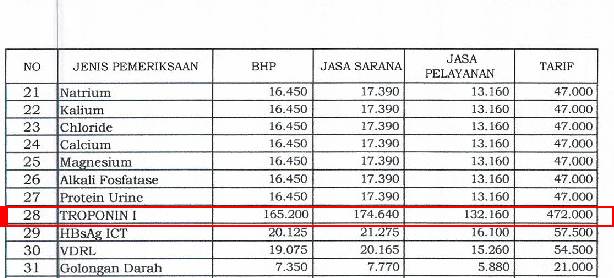 NO JENIS PEMERIKSAAN BHP JASA SARANA JASA PELAYANAN TARIF
21 Natrium 16.450 17.390 13.160 47.000
22 Kalium 16.450 17.390 13.160 47.000
23 Chloride 16.450 17.390 13.160 47.000
24 Calcium 16.450 17.390 13.160 47.000
25 Magnesium 16.450 17.390 13.160 47.000
26 Alkali Fosfatase 16.450 17.390 13.160 47.000
27 Protein Urine 16.450 17.390 13.160 47.000
28 TROPONIN I 165.200 174.640 132.160 472.000
29 HBsAg ICT 20.125 21.275 16.100 57.500
30 VDRL 19.075 20.165 15.260 54.500
31 Golongan Darah 7.350 7.770 5.880 21.000